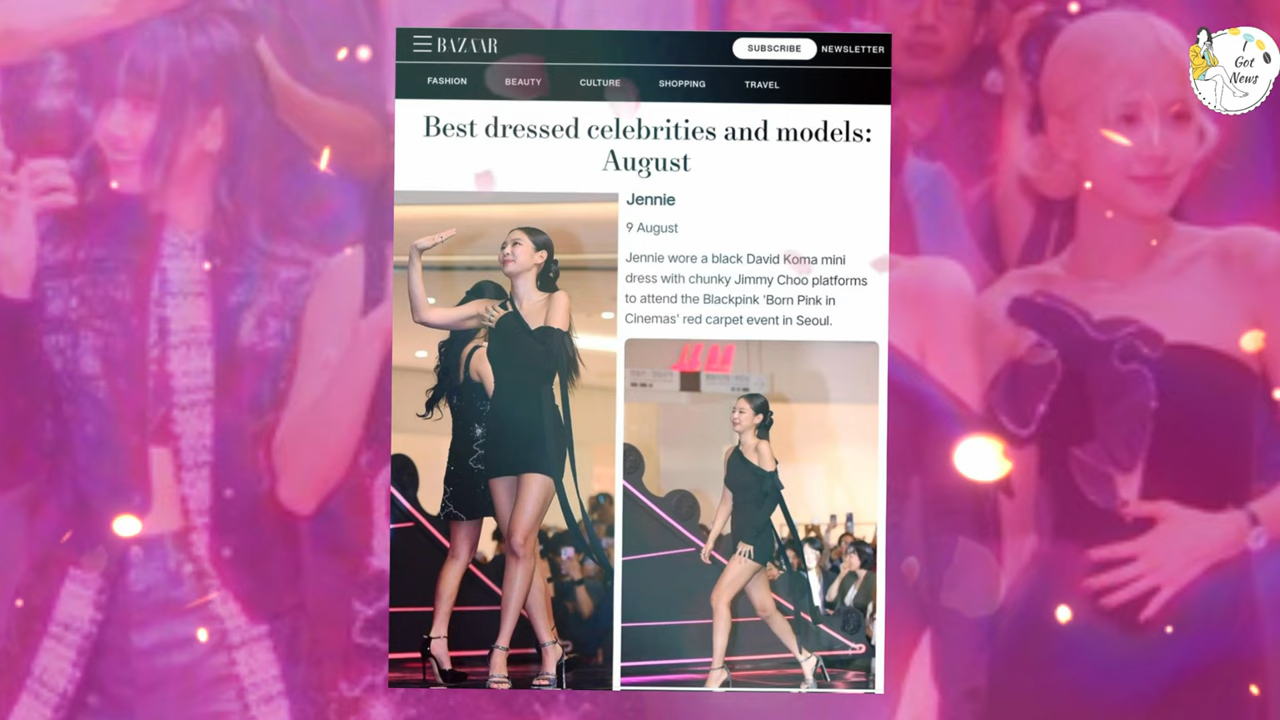 BAZAAR
SUBSCRIBE
NEWSLETTER
FASHION
BEAUTY
CULTURE
SHOPPING
TRAVEL
Best dressed celebrities and models:
August
Jennie
9 August
Jennie wore a black David Koma mini
dress with chunky Jimmy Choo platforms
to attend the Blackpink 'Born Pink in
Cinemas' red carpet event in Seoul.
I
Got
News